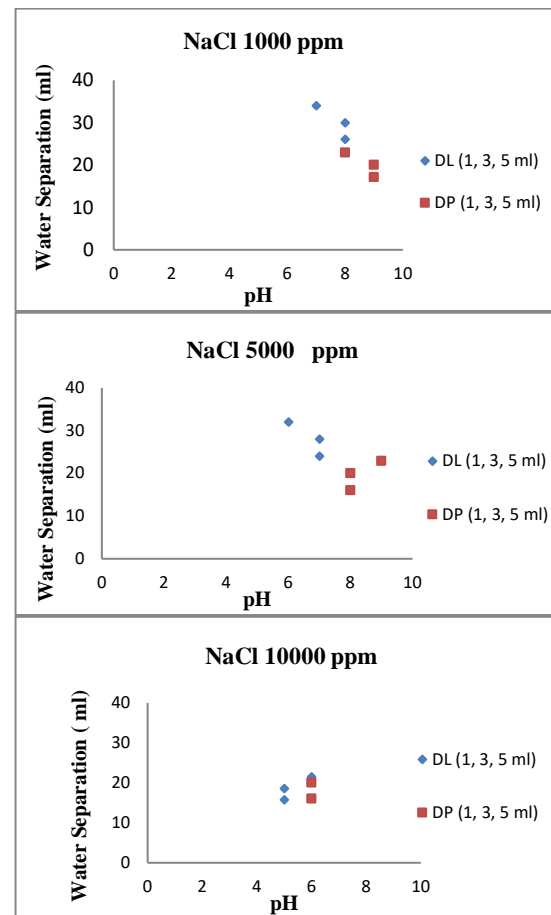 NaCl 1000 ppm
Water Separation (ml)
40
30
20
10
0
0 2 4 6 8 10
pH
DL (1, 3, 5 ml)
DP (1, 3, 5 ml)
NaCl 5000 ppm
Water Separation (ml)
40
30
20
10
0
0 2 4 6 8 10
pH
DL (1, 3, 5 ml)
DP (1, 3, 5 ml)
NaCl 10000 ppm
Water Separation ( ml)
40
30
20
10
0
0 2 4 6 8 10
pH
DL (1, 3, 5 ml)
DP (1, 3, 5 ml)